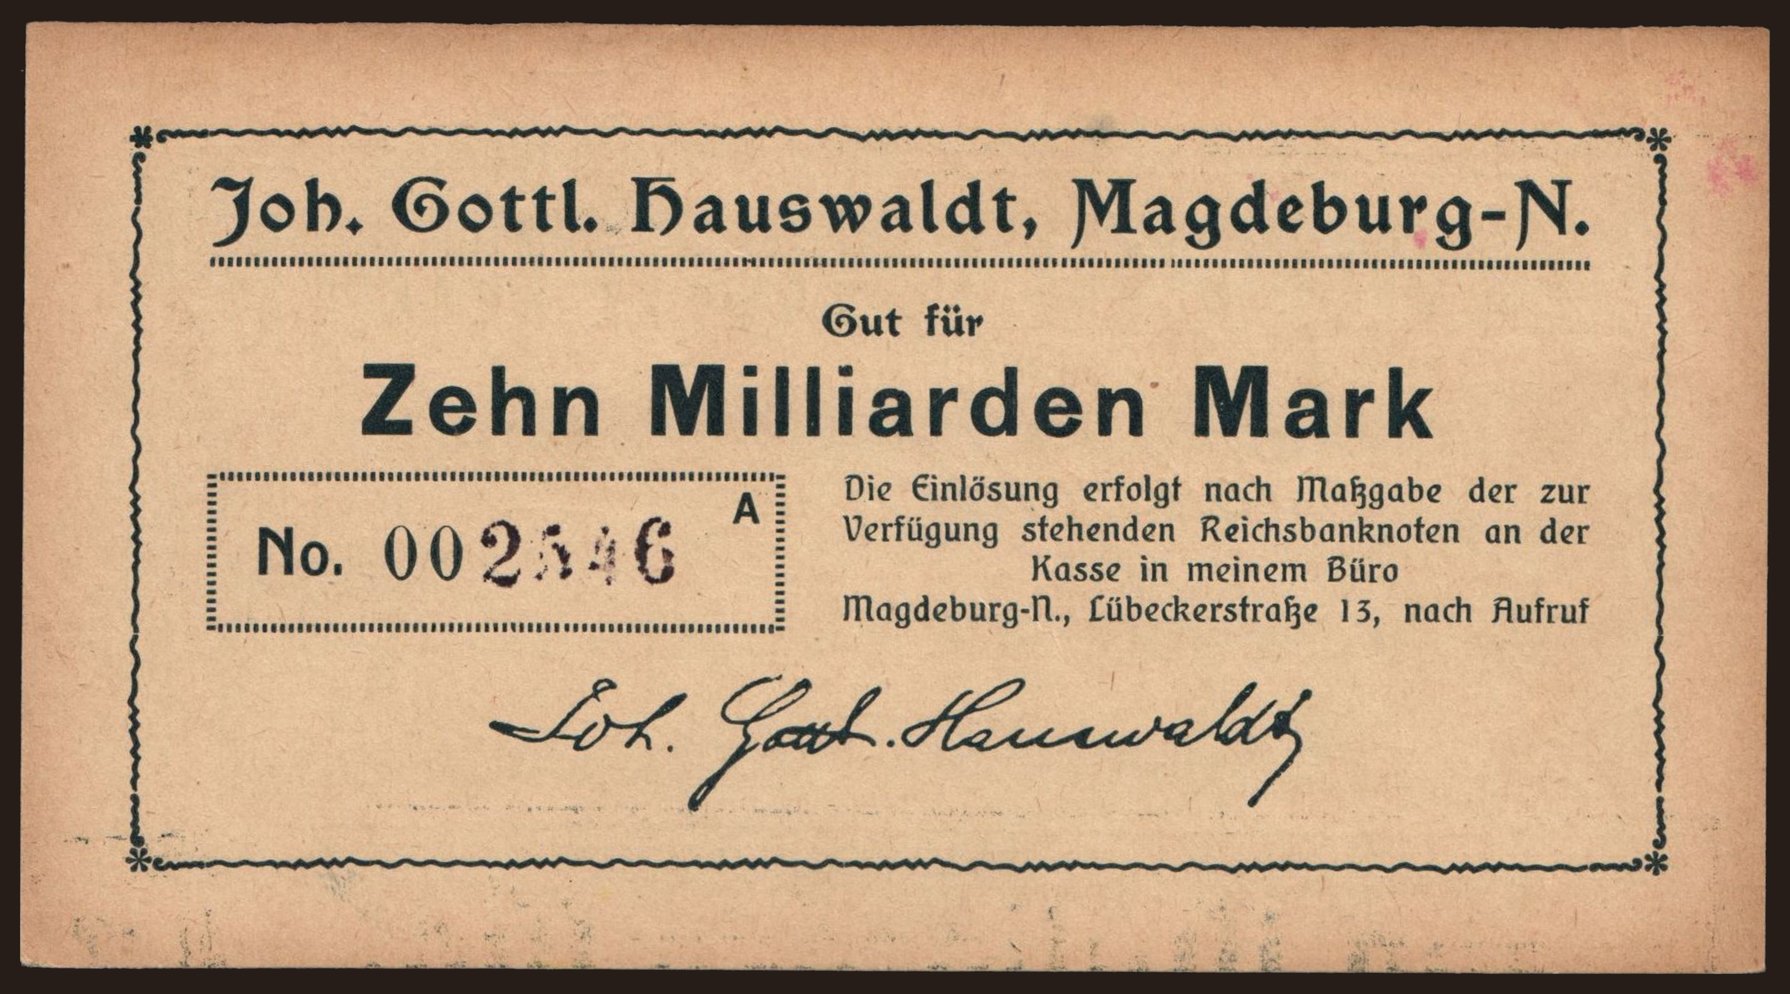 Joh. Gottl. Hauswaldt, Magdeburg-N.
Gut für
Zehn Milliarden Mark
A
No. 002546
Die Einlösung erfolgt nach Maßgabe der zur
Verfügung stehenden Reichsbanknoten an der
Kasse in meinem Büro
Magdeburg-N., Lübeckerstraße 13, nach Aufruf
Joh. Gottl. Hauswaldt